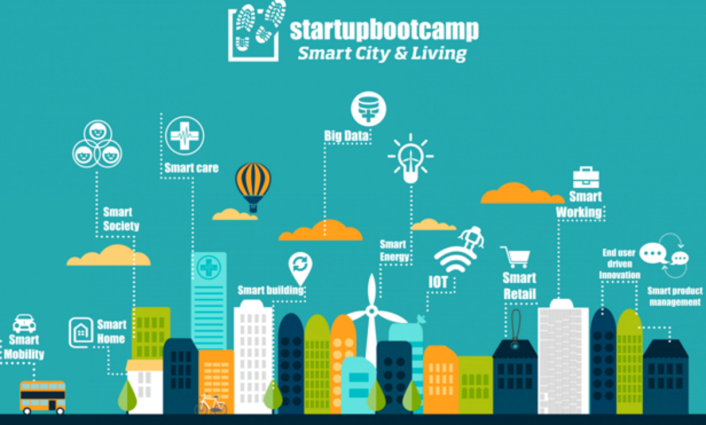 startupbootcamp
Smart City & Living
Big Data
Smart care
Smart
Working
Smart
Society
Smart
Energy
End user
driven
Innovation
IOT
Smart
Retail
Smart building
Smart product
management
Smart
Home
Smart
Mobility